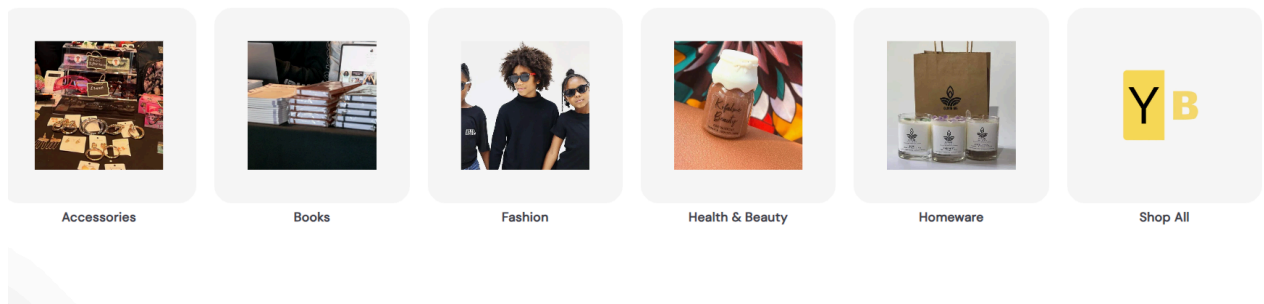 Accessories
Books
Fashion
Health & Beauty
Homeware
Shop All
YB